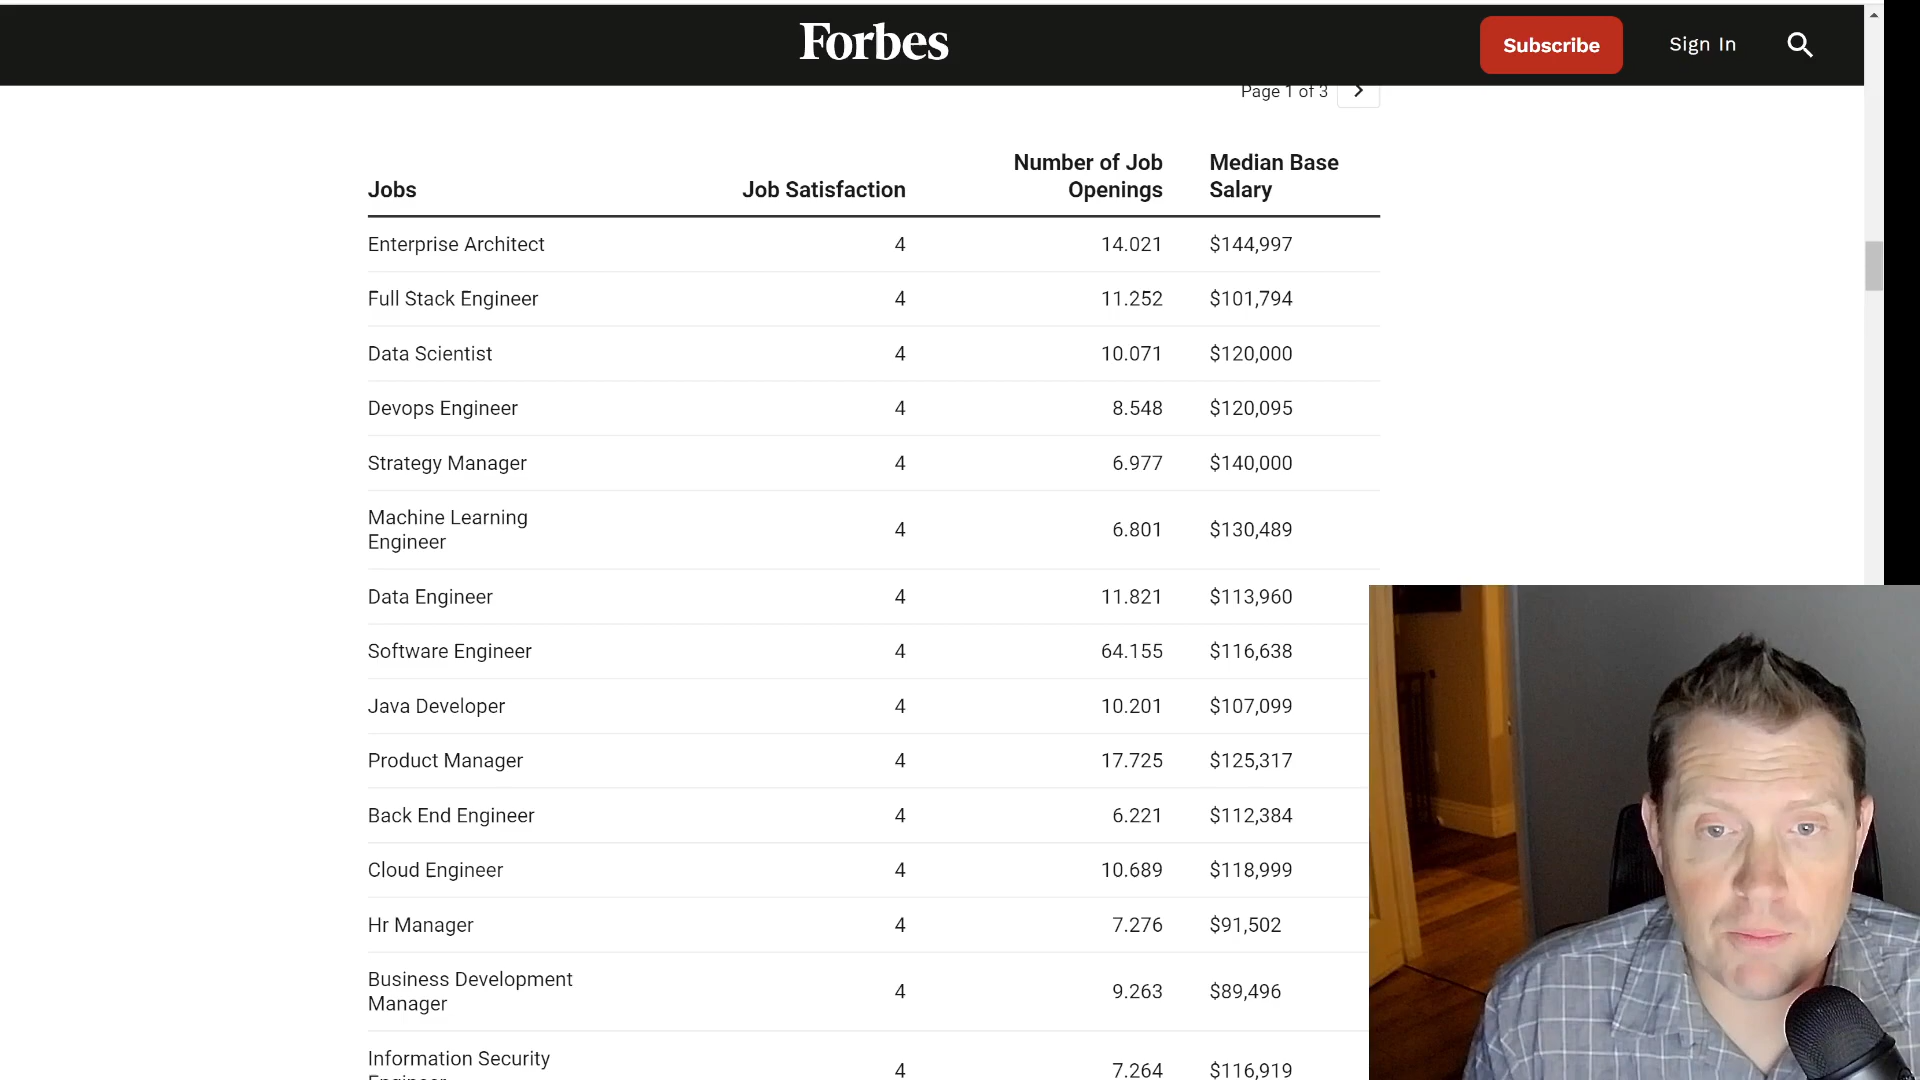 Forbes
Subscribe
Sign In
Page 1 of 3
Jobs
Job Satisfaction
Number of Job
Openings
Median Base
Salary
Enterprise Architect 4 14.021 $144,997
Full Stack Engineer 4 11.252 $101,794
Data Scientist 4 10.071 $120,000
Devops Engineer 4 8.548 $120,095
Strategy Manager 4 6.977 $140,000
Machine Learning
Engineer 4 6.801 $130,489
Data Engineer 4 11.821 $113,960
Software Engineer 4 64.155 $116,638
Java Developer 4 10.201 $107,099
Product Manager 4 17.725 $125,317
Back End Engineer 4 6.221 $112,384
Cloud Engineer 4 10.689 $118,999
Hr Manager 4 7.276 $91,502
Business Development
Manager 4 9.263 $89,496
Information Security
Engineer 4 7.264 $116,919